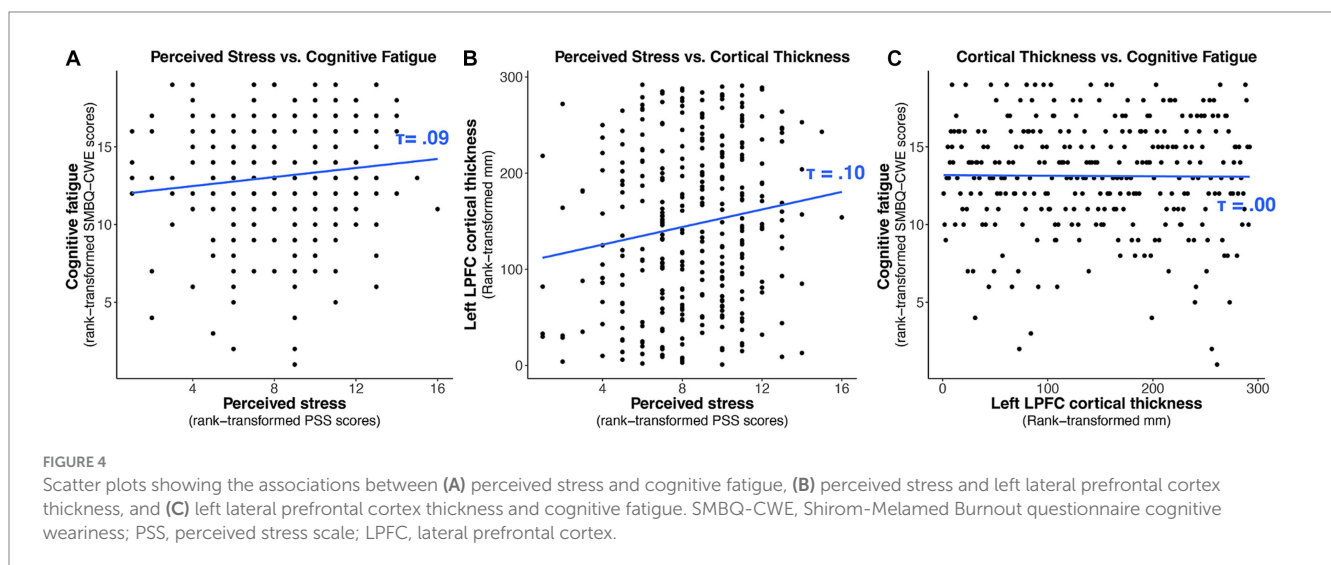 A
Perceived Stress vs. Cognitive Fatigue
Cognitive fatigue
(rank−transformed SMBQ−CWE scores)
15
10
5
τ= .09
4
8
12
16
Perceived stress
(rank−transformed PSS scores)
B
Perceived Stress vs. Cortical Thickness
Left LPFC cortical thickness
(Rank−transformed mm)
300
200
100
0
τ = .10
4
8
12
16
Perceived stress
(rank−transformed PSS scores)
C
Cortical Thickness vs. Cognitive Fatigue
Cognitive fatigue
(rank−transformed SMBQ−CWE scores)
15
10
5
τ = .00
0
100
200
300
Left LPFC cortical thickness
(Rank−transformed mm)
FIGURE 4
Scatter plots showing the associations between (A) perceived stress and cognitive fatigue, (B) perceived stress and left lateral prefrontal cortex
thickness, and (C) left lateral prefrontal cortex thickness and cognitive fatigue. SMBQ-CWE, Shirom-Melamed Burnout questionnaire cognitive
weariness; PSS, perceived stress scale; LPFC, lateral prefrontal cortex.